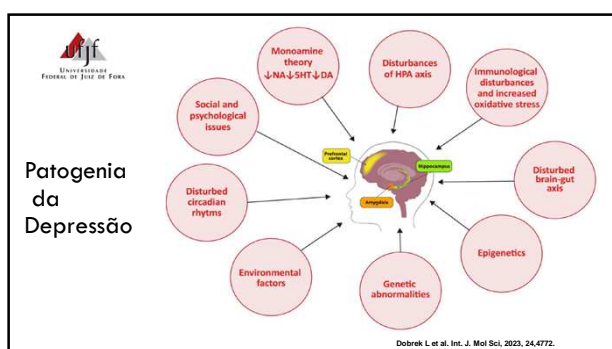 ufjf
UNIVERSIDADE
FEDERAL DE JUIZ DE FORA
Patogenia
da
Depressão
Monoamine
theory
↓NA↓5HT↓DA
Disturbances
of HPA axis
Immunological
disturbances
and increased
oxidative stress
Social and
psychological
issues
Disturbed
brain-gut
axis
Disturbed
circadian
rhytms
Epigenetics
Environmental
factors
Genetic
abnormalities
Prefrontal
cortex
Hippocampus
Amygdala
Dobrek L et al. Int. J. Mol Sci, 2023, 24,4772.